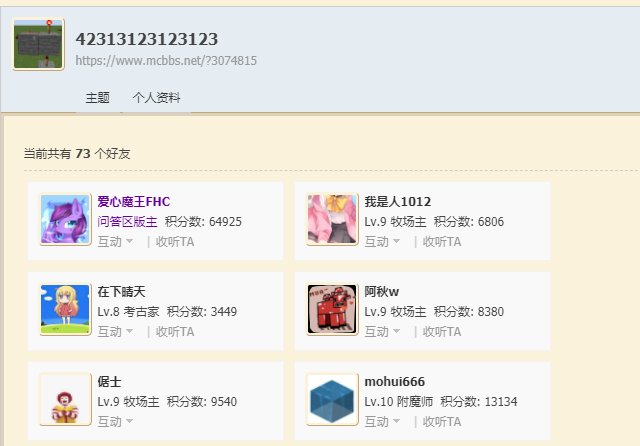 42313123123123
https://www.mcbbs.net/?3074815
主题 个人资料
当前共有 73 个好友
爱心魔王FHC
问答区版主 积分数: 64925
互动 | 收听TA
我是人1012
Lv.9 牧场主 积分数: 6806
互动 | 收听TA
在下晴天
Lv.8 考古家 积分数: 3449
互动 | 收听TA
阿秋w
Lv.9 牧场主 积分数: 8380
互动 | 收听TA
倨士
Lv.9 牧场主 积分数: 9540
互动
mohui666
Lv.10 附魔师 积分数: 13134
互动 | 收听TA